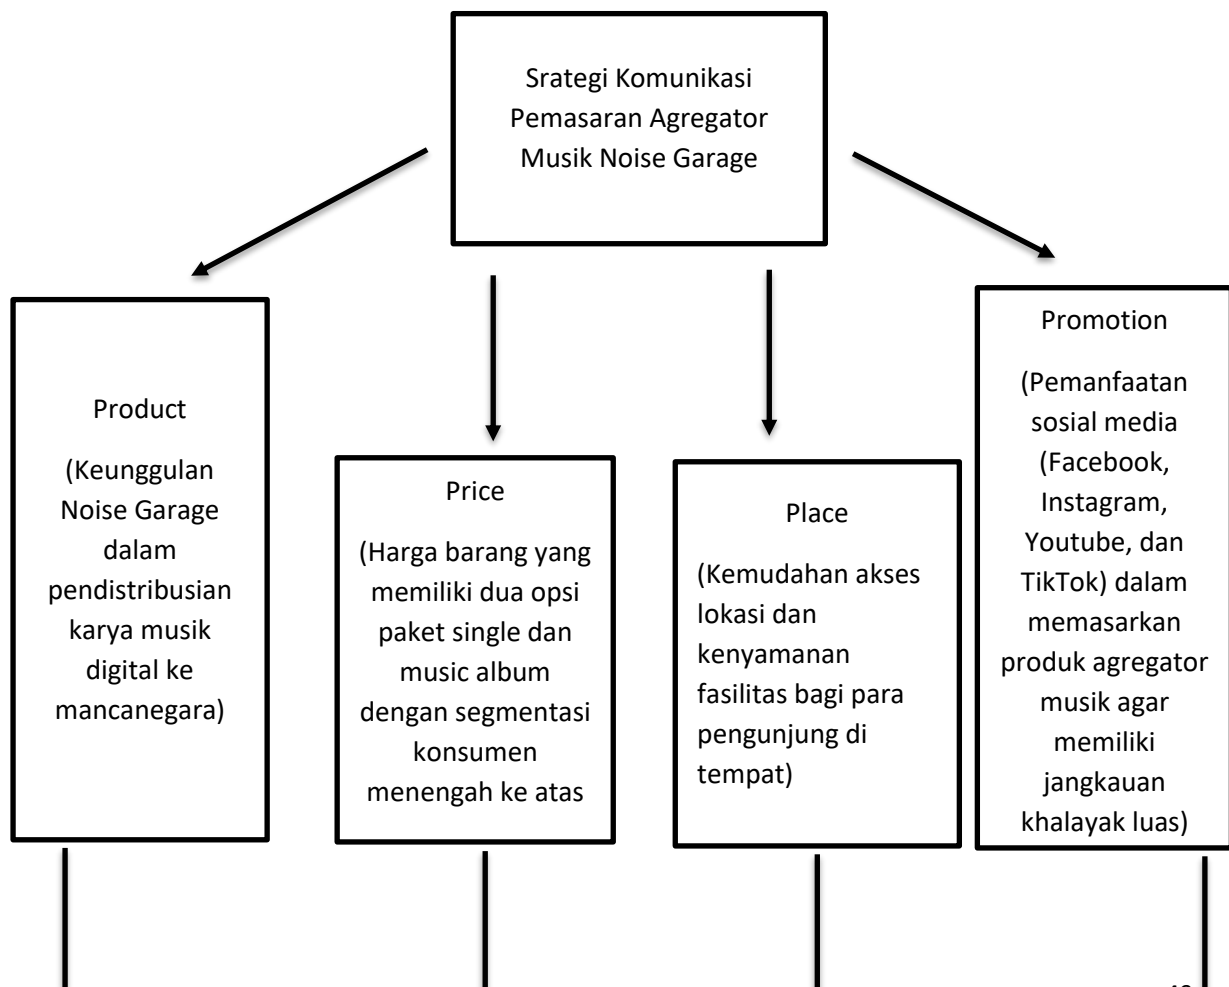 Srategi Komunikasi
Pemasaran Agregator
Musik Noise Garage
Product
(Keunggulan
Noise Garage
dalam
pendistribusian
karya musik
digital ke
mancanegara)
Price
(Harga barang yang
memiliki dua opsi
paket single dan
music album
dengan segmentasi
konsumen
menengah ke atas
Place
(Kemudahan akses
lokasi dan
kenyamanan
fasilitas bagi para
pengunjung di
tempat)
Promotion
(Pemanfaatan
sosial media
(Facebook,
Instagram,
Youtube, dan
TikTok) dalam
memasarkan
produk agregator
musik agar
memiliki
jangkauan
khalayak luas)